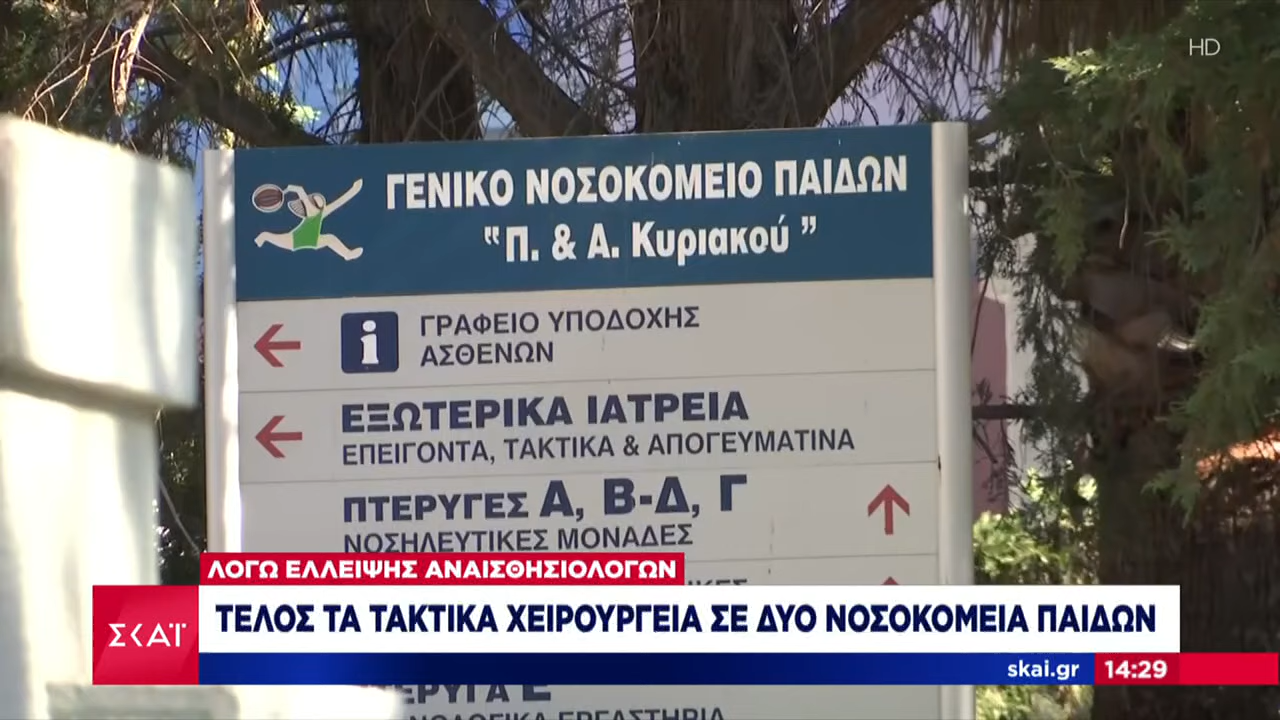 HD
ΓΕΝΙΚΟ ΝΟΣΟΚΟΜΕΙΟ ΠΑΙΔΩΝ
"Π. & Α. Κυριακού"
i ΓΡΑΦΕΙΟ ΥΠΟΔΟΧΗΣ
ΑΣΘΕΝΩΝ
ΕΞΩΤΕΡΙΚΑ ΙΑΤΡΕΙΑ
ΕΠΕΙΓΟΝΤΑ, ΤΑΚΤΙΚΑ & ΑΠΟΓΕΥΜΑΤΙΝΑ
ΠΤΕΡΥΓΕΣ Α, Β-Δ, Γ
ΝΟΣΗΛΕΥΤΙΚΕΣ ΜΟΝΑΔΕΣ
ΛΟΓΩ ΕΛΛΕΙΨΗΣ ΑΝΑΙΣΘΗΣΙΟΛΟΓΩΝ
ΣΚΑΪ
ΤΕΛΟΣ ΤΑ ΤΑΚΤΙΚΑ ΧΕΙΡΟΥΡΓΕΙΑ ΣΕ ΔΥΟ ΝΟΣΟΚΟΜΕΙΑ ΠΑΙΔΩΝ
skai.gr 14:29